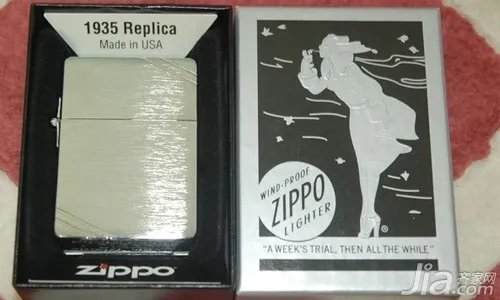 1935 Replica
Made in USA
zippo
WIND-PROOF
ZIPPO
LIGHTER
®
"A WEEK'S TRIAL, THEN ALL THE WHILE."
Jia 齐家网
.com